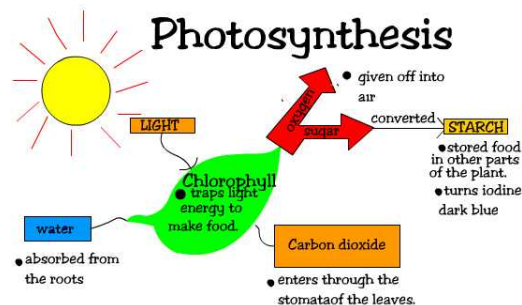 Photosynthesis
given off into
air
oxygen
sugar
converted
STARCH
stored food
in other parts
of the plant.
turns iodine
dark blue
LIGHT
Chlorophyll
traps light
energy to
make food.
water
absorbed from
the roots
Carbon dioxide
enters through the
stomataof the leaves.